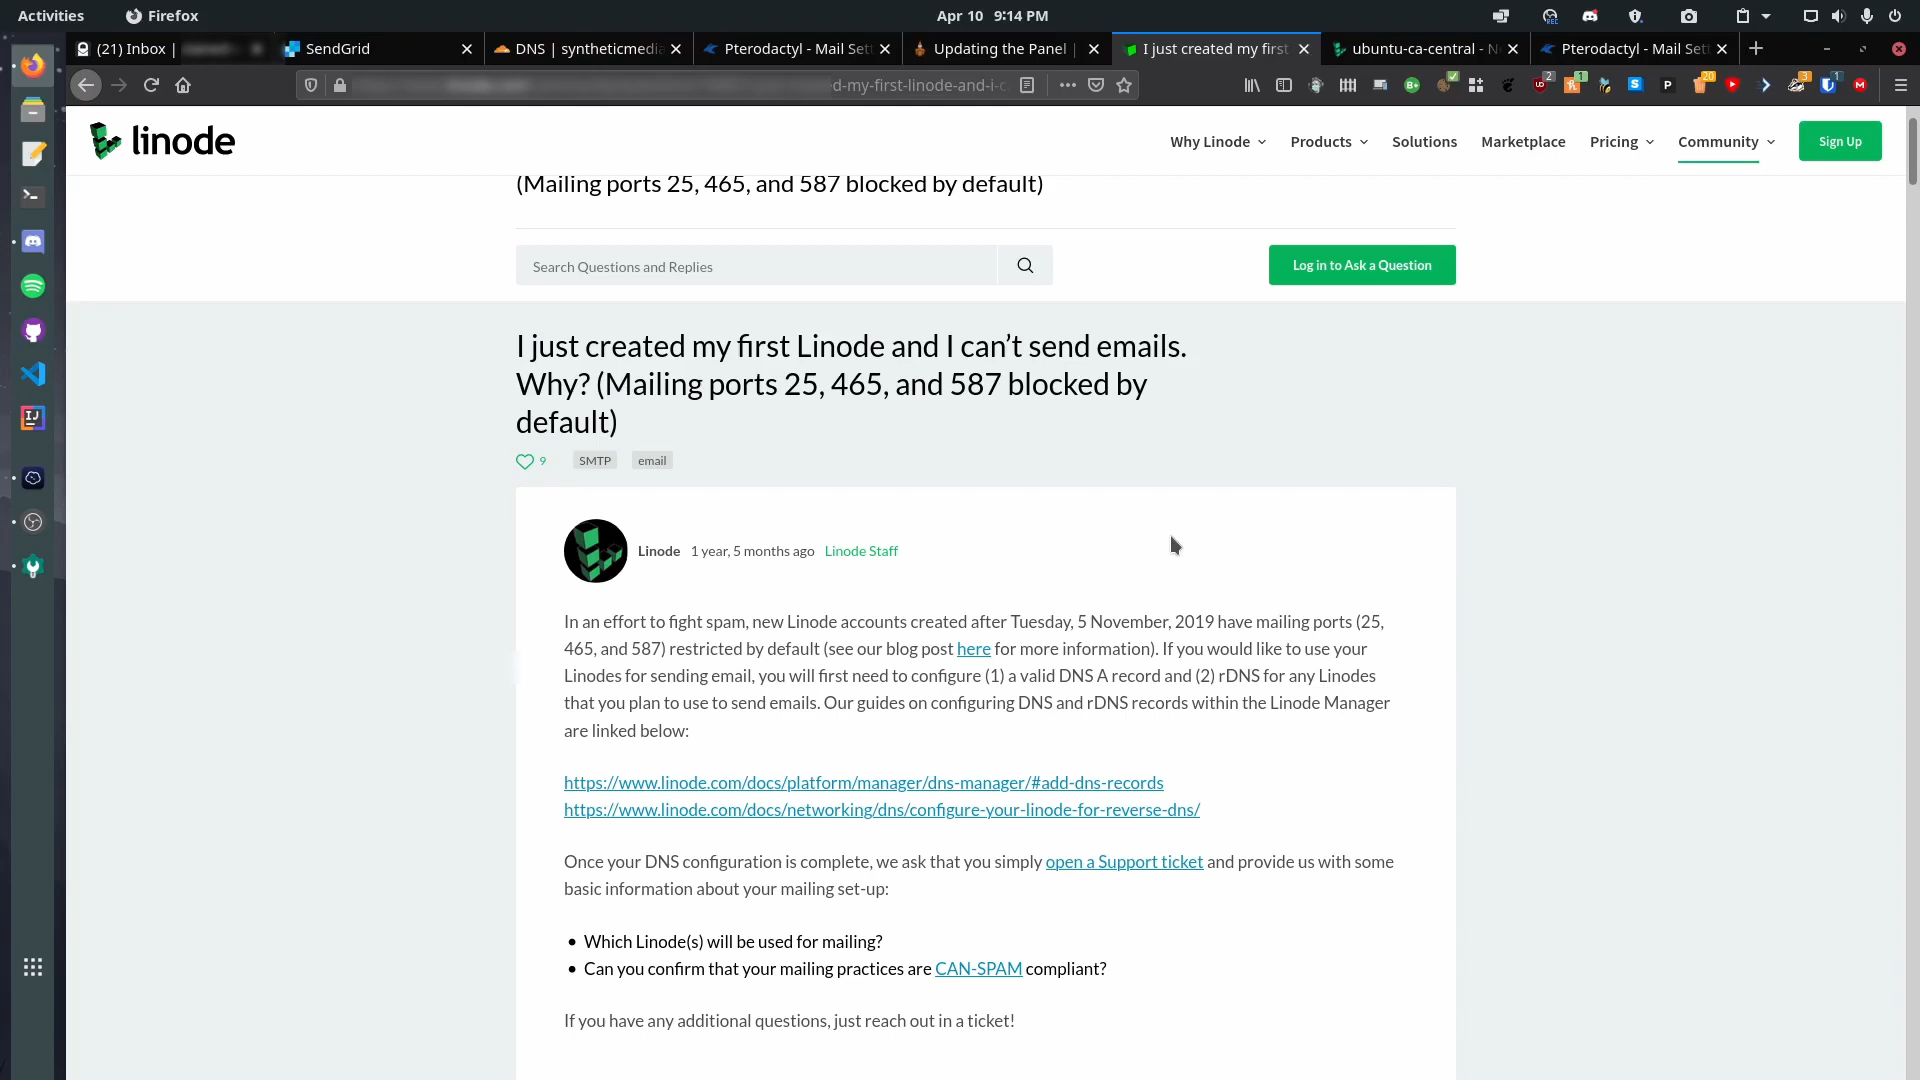 Activities
Firefox
Apr 10 9:14 PM
(21) Inbox |
SendGrid
DNS | syntheticmedia
Pterodactyl - Mail Set
Updating the Panel |
I just created my first
ubuntu-ca-central - N
Pterodactyl - Mail Set
d-my-first-linode-and-i-c
linode
Why Linode
Products
Solutions
Marketplace
Pricing
Community
Sign Up
(Mailing ports 25, 465, and 587 blocked by default)
Search Questions and Replies
Log in to Ask a Question
I just created my first Linode and I can’t send emails.
Why? (Mailing ports 25, 465, and 587 blocked by
default)
9
SMTP
email
Linode 1 year, 5 months ago Linode Staff
In an effort to fight spam, new Linode accounts created after Tuesday, 5 November, 2019 have mailing ports (25,
465, and 587) restricted by default (see our blog post here for more information). If you would like to use your
Linodes for sending email, you will first need to configure (1) a valid DNS A record and (2) rDNS for any Linodes
that you plan to use to send emails. Our guides on configuring DNS and rDNS records within the Linode Manager
are linked below:
https://www.linode.com/docs/platform/manager/dns-manager/#add-dns-records
https://www.linode.com/docs/networking/dns/configure-your-linode-for-reverse-dns/
Once your DNS configuration is complete, we ask that you simply open a Support ticket and provide us with some
basic information about your mailing set-up:
• Which Linode(s) will be used for mailing?
• Can you confirm that your mailing practices are CAN-SPAM compliant?
If you have any additional questions, just reach out in a ticket!